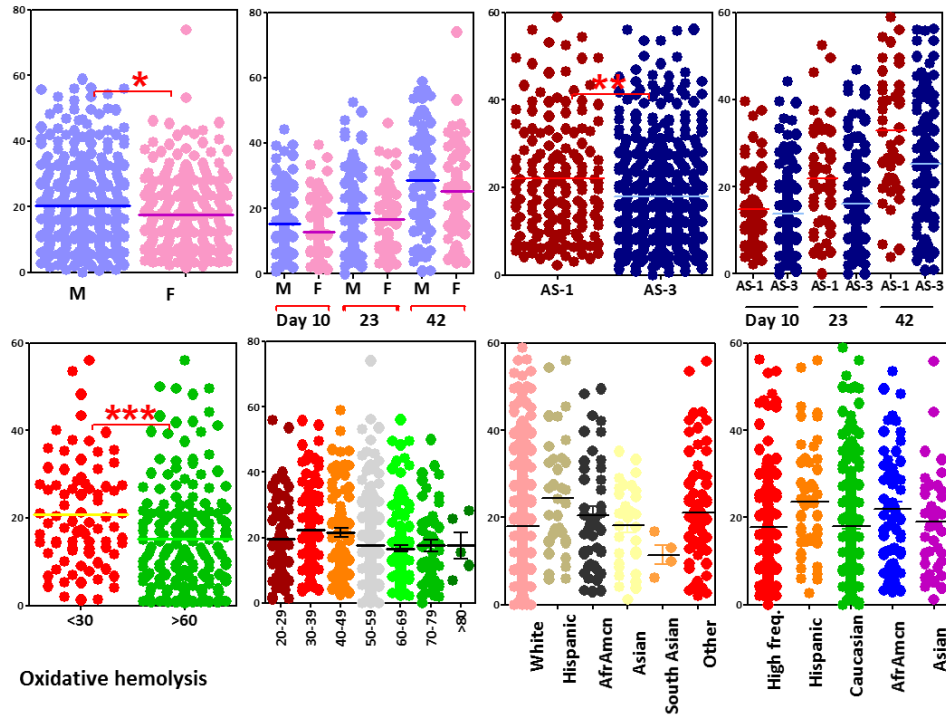 80
60
40
20
0
*
M
F
80
60
40
20
0
M F M F M F
Day 10 23 42
60
40
20
0
**
AS-1
AS-3
60
40
20
0
AS-1 AS-3 AS-1 AS-3 AS-1 AS-3
Day 10 23 42
60
40
20
0
***
<30
>60
80
60
40
20
0
20-29
30-39
40-49
50-59
60-69
70-79
>80
60
40
20
0
White
Hispanic
AfrAmcn
Asian
South Asian
Other
60
40
20
0
High freq.
Hispanic
Caucasian
AfrAmcn
Asian
Oxidative hemolysis